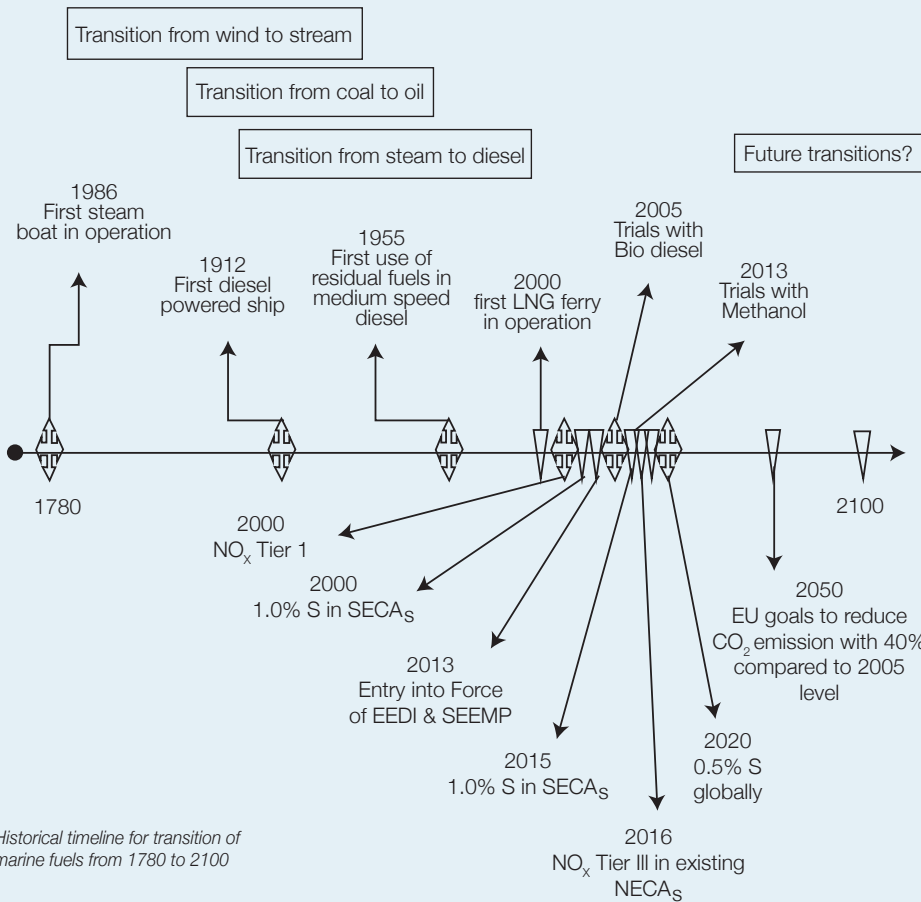 Transition from wind to stream
Transition from coal to oil
Transition from steam to diesel
Future transitions?
1986
First steam
boat in operation
1912
First diesel
powered ship
1955
First use of
residual fuels in
medium speed
diesel
2000
first LNG ferry
in operation
2005
Trials with
Bio diesel
2013
Trials with
Methanol
1780
2100
2000
NOx Tier 1
2000
1.0% S in SECAS
2013
Entry into Force
of EEDI & SEEMP
2015
1.0% S in SECAS
2016
NOx Tier III in existing
NECAS
2020
0.5% S
globally
2050
EU goals to reduce
CO2 emission with 40%
compared to 2005
level
Historical timeline for transition of
marine fuels from 1780 to 2100